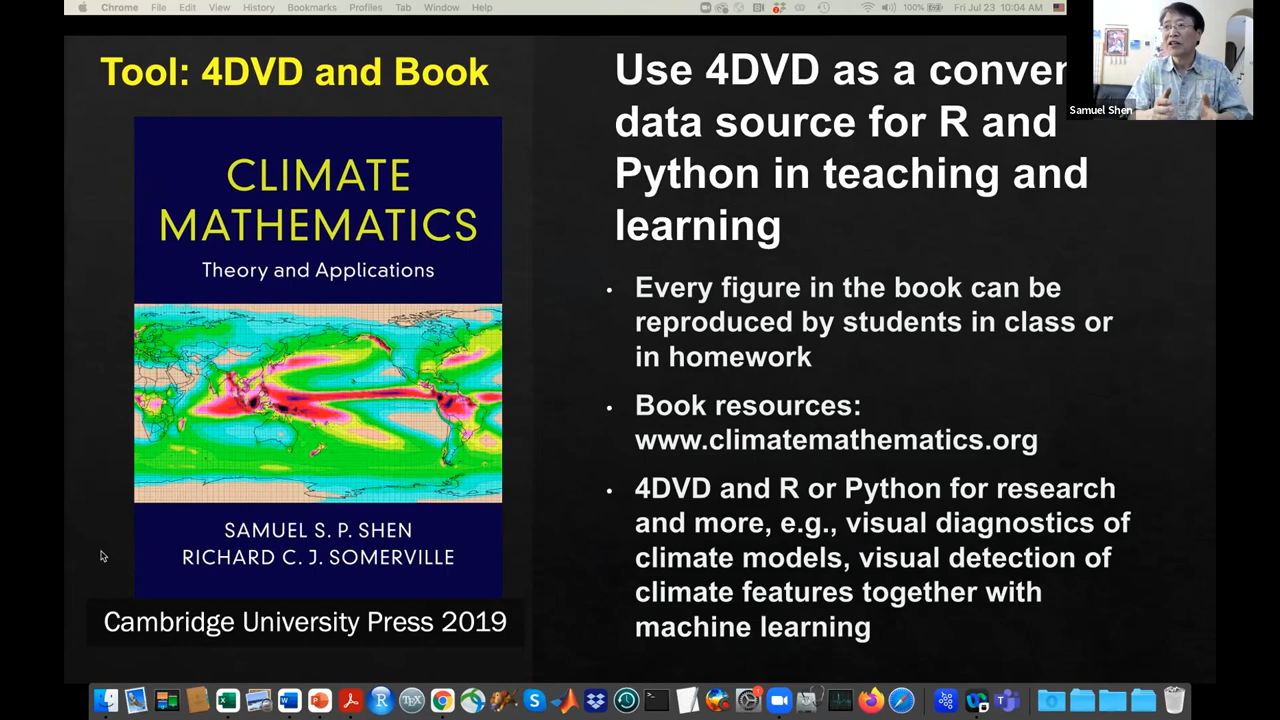 Chrome File Edit View History Bookmarks Profiles Tab Window Help
100% Fri Jul 23 10:04 AM
Tool: 4DVD and Book
CLIMATE
MATHEMATICS
Theory and Applications
SAMUEL S. P. SHEN
RICHARD C. J. SOMERVILLE
Cambridge University Press 2019
Use 4DVD as a conven
data source for R and
Python in teaching and
learning
• Every figure in the book can be
reproduced by students in class or
in homework
• Book resources:
www.climatemathematics.org
• 4DVD and R or Python for research
and more, e.g., visual diagnostics of
climate models, visual detection of
climate features together with
machine learning
Samuel Shen